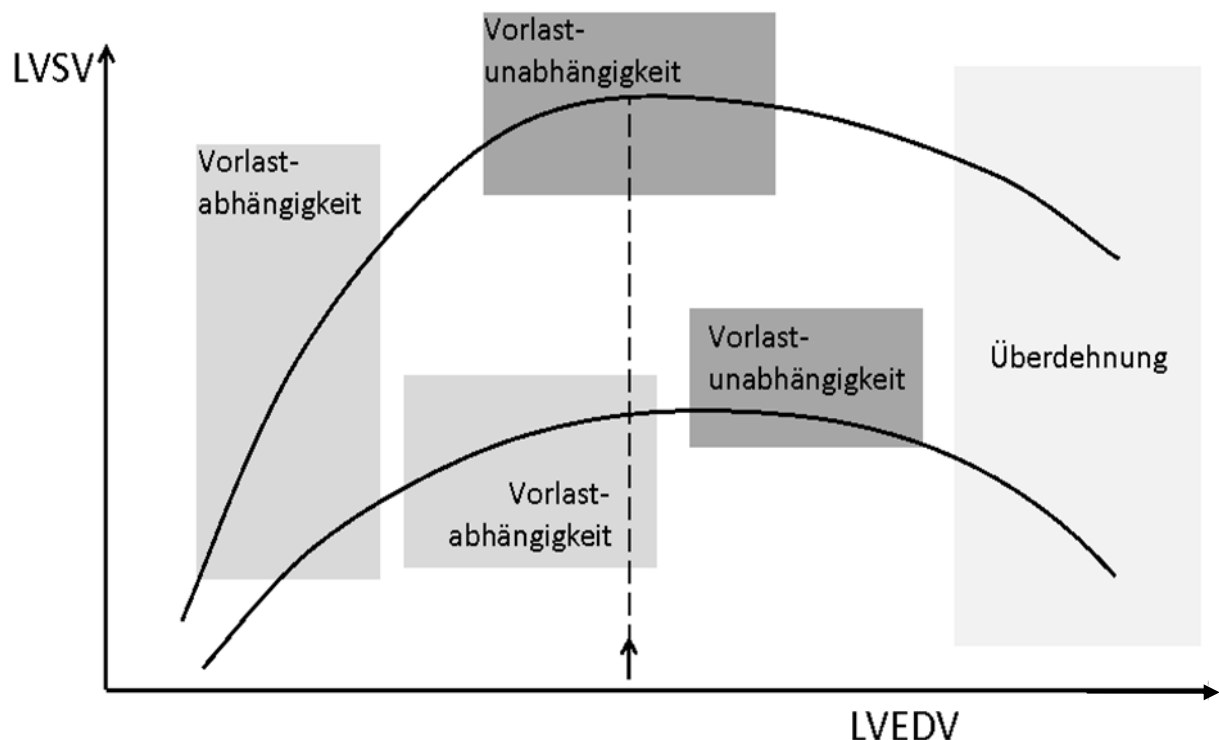 LVSV
Vorlast-
unabhängigkeit
Vorlast-
abhängigkeit
Vorlast-
unabhängigkeit
Überdehnung
Vorlast-
abhängigkeit
LVEDV